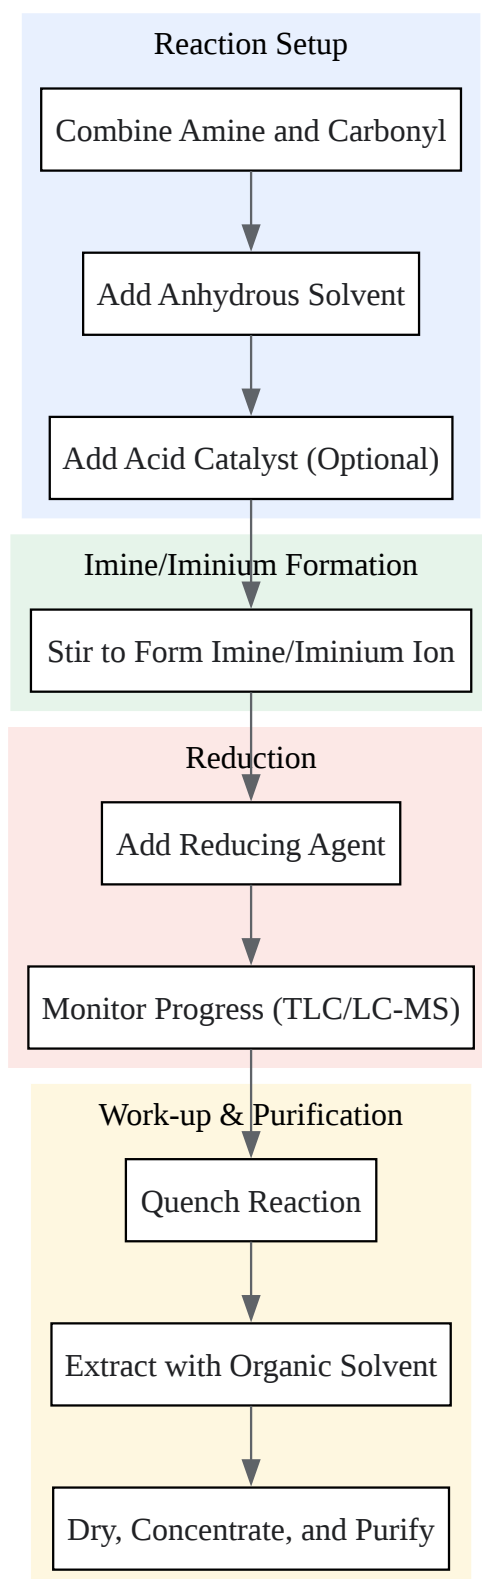 Reaction Setup
Combine Amine and Carbonyl
Add Anhydrous Solvent
Add Acid Catalyst (Optional)
Imine/Iminium Formation
Stir to Form Imine/Iminium Ion
Reduction
Add Reducing Agent
Monitor Progress (TLC/LC-MS)
Work-up & Purification
Quench Reaction
Extract with Organic Solvent
Dry, Concentrate, and Purify